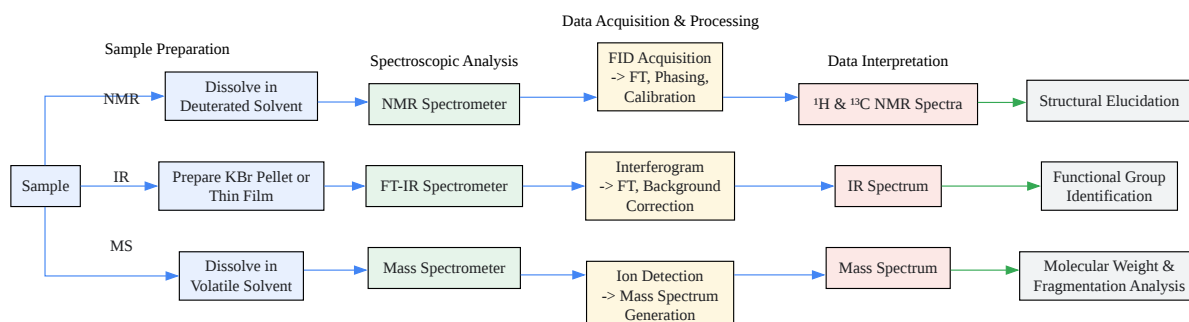 Data Acquisition & Processing
Sample Preparation
Spectroscopic Analysis
Data Interpretation
Sample
NMR
Dissolve in
Deuterated Solvent
NMR Spectrometer
FID Acquisition
-> FT, Phasing,
Calibration
¹H & ¹³C NMR Spectra
Structural Elucidation
IR
Prepare KBr Pellet or
Thin Film
FT-IR Spectrometer
Interferogram
-> FT, Background
Correction
IR Spectrum
Functional Group
Identification
MS
Dissolve in
Volatile Solvent
Mass Spectrometer
Ion Detection
-> Mass Spectrum
Generation
Mass Spectrum
Molecular Weight &
Fragmentation Analysis